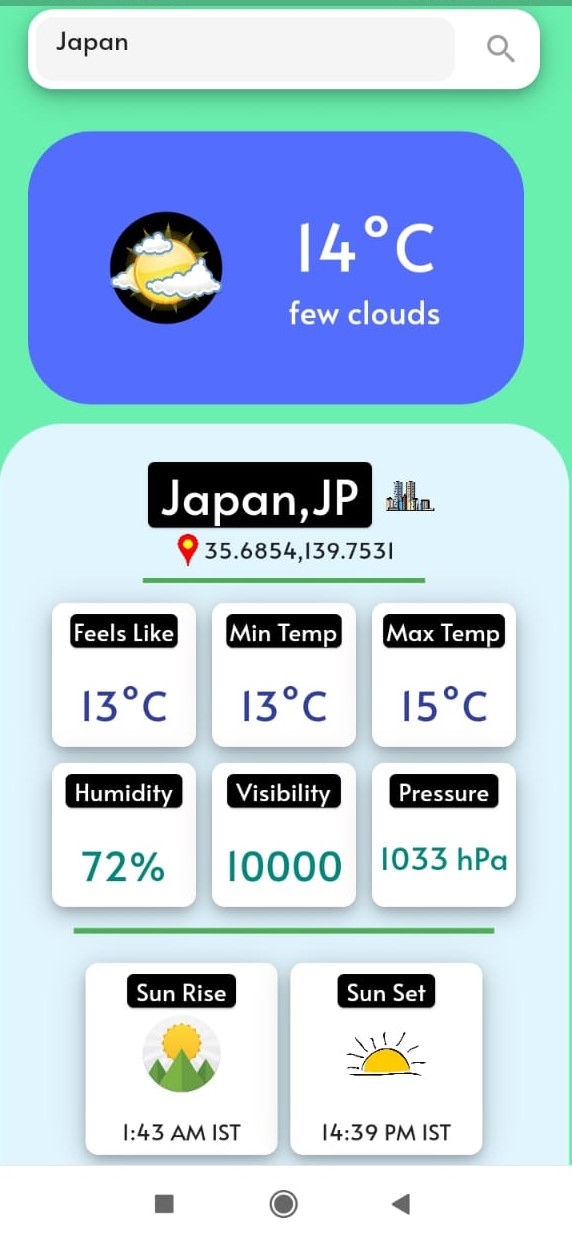 Japan
14°C
few clouds
Japan,JP
35.6854,139.7531
Feels Like
Min Temp
Max Temp
13°C
13°C
15°C
Humidity
Visibility
Pressure
72%
10000
1033 hPa
Sun Rise
Sun Set
1:43 AM IST
14:39 PM IST